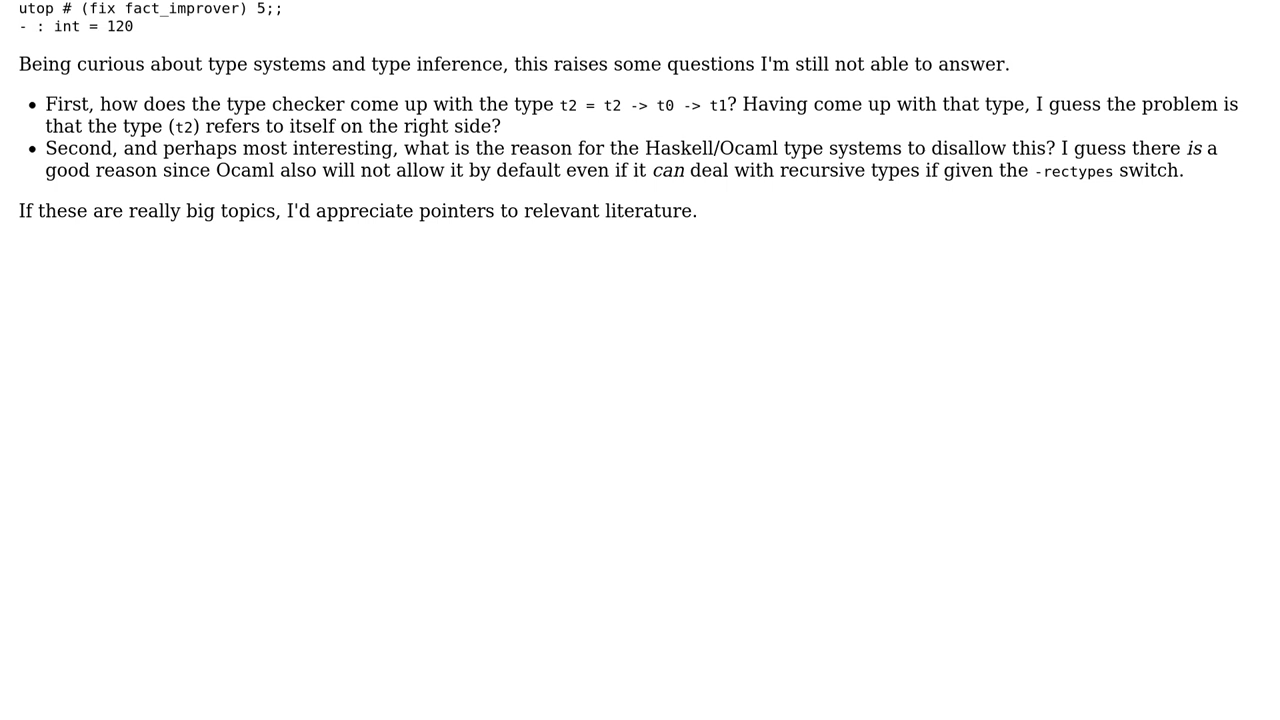 utop # (fix fact_improver) 5;;
- : int = 120
Being curious about type systems and type inference, this raises some questions I'm still not able to answer.
• First, how does the type checker come up with the type t2 = t2 -> t0 -> t1? Having come up with that type, I guess the problem is
that the type (t2) refers to itself on the right side?
• Second, and perhaps most interesting, what is the reason for the Haskell/Ocaml type systems to disallow this? I guess there is a
good reason since Ocaml also will not allow it by default even if it can deal with recursive types if given the -rectypes switch.
If these are really big topics, I'd appreciate pointers to relevant literature.